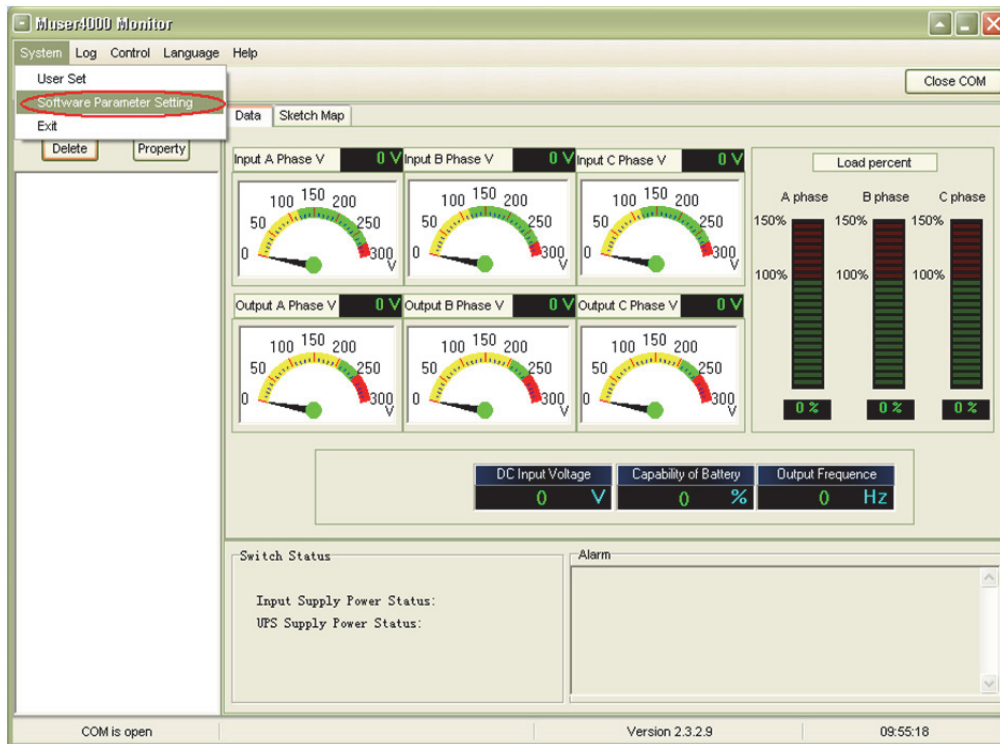 Muser4000 Monitor
System Log Control Language Help
User Set
Software Parameter Setting
Exit
Close COM
Delete Property
Data Sketch Map
Input A Phase V 0 V Input B Phase V 0 V Input C Phase V 0 V
0 50 100 150 200 250 300 V
0 50 100 150 200 250 300 V
0 50 100 150 200 250 300 V
Output A Phase V 0 V Output B Phase V 0 V Output C Phase V 0 V
0 50 100 150 200 250 300 V
0 50 100 150 200 250 300 V
0 50 100 150 200 250 300 V
Load percent
A phase B phase C phase
150% 150% 150%
100% 100% 100%
0 % 0 % 0 %
DC Input Voltage Capability of Battery Output Frequence
0 V 0 % 0 Hz
Switch Status
Input Supply Power Status:
UPS Supply Power Status:
Alarm
COM is open Version 2.3.2.9 09:55:18